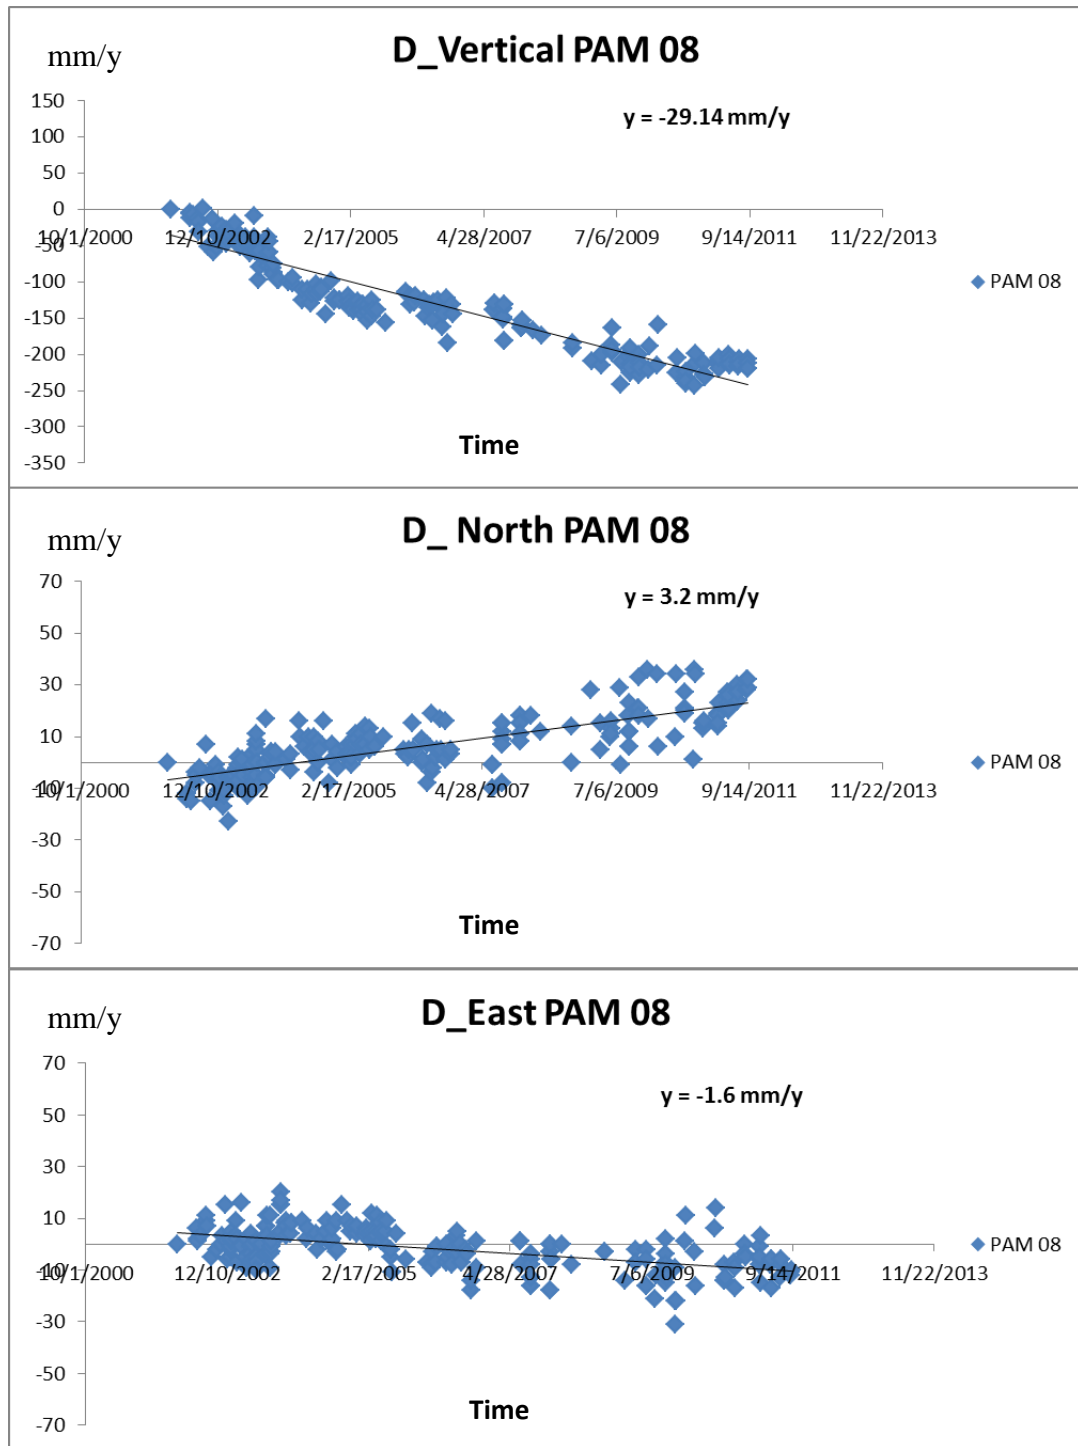 D_Vertical PAM 08
mm/y
y = -29.14 mm/y
150
100
50
0
-50
-100
-150
-200
-250
-300
-350
10/1/2000 12/10/2002 2/17/2005 4/28/2007 7/6/2009 9/14/2011 11/22/2013
PAM 08
Time
D_ North PAM 08
mm/y
y = 3.2 mm/y
70
50
30
10
-10
-30
-50
-70
10/1/2000 12/10/2002 2/17/2005 4/28/2007 7/6/2009 9/14/2011 11/22/2013
PAM 08
Time
D_East PAM 08
mm/y
y = -1.6 mm/y
70
50
30
10
-10
-30
-50
-70
10/1/2000 12/10/2002 2/17/2005 4/28/2007 7/6/2009 9/14/2011 11/22/2013
PAM 08
Time